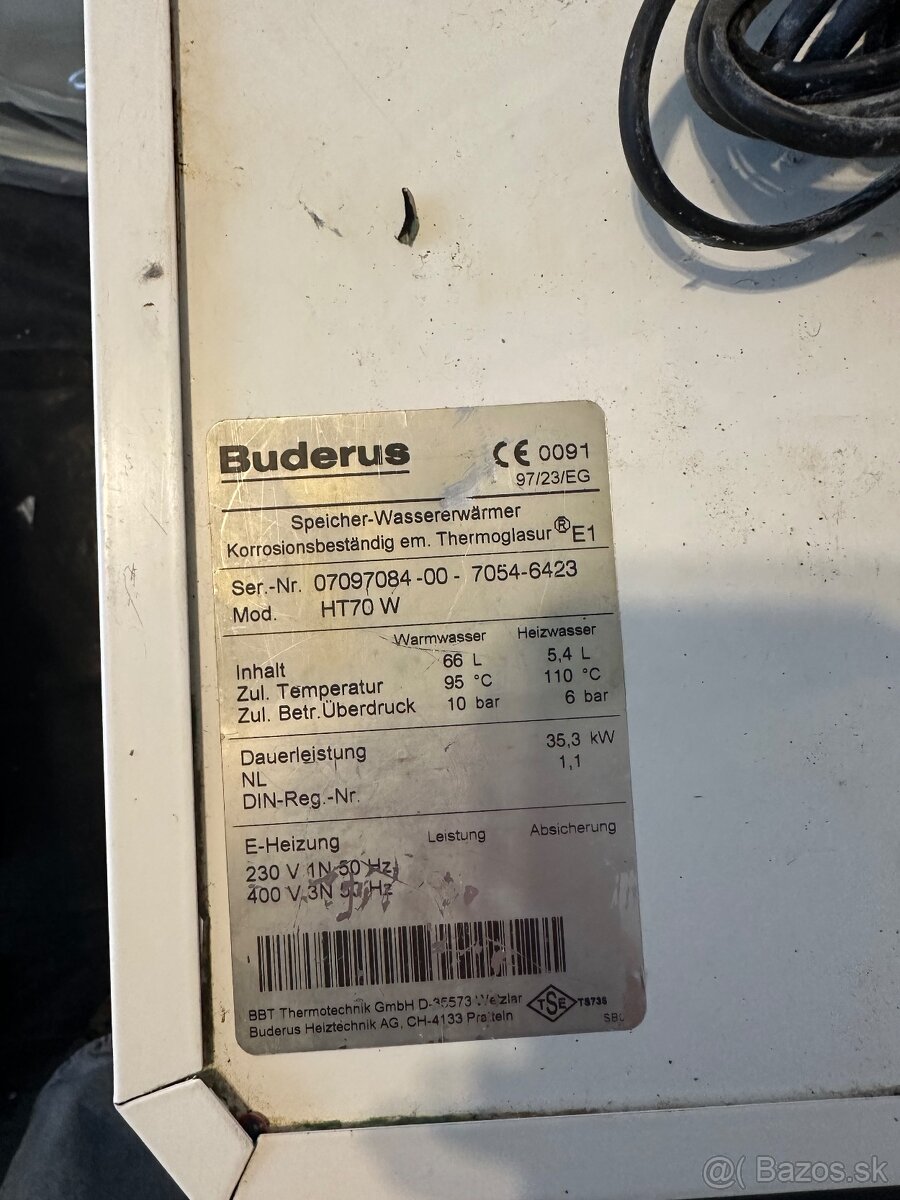 Buderus CE 0091
97/23/EG
Speicher-Wassererwärmer
Korrosionsbeständig em. Thermoglasur® E1
Ser.-Nr. 07097084-00 - 7054-6423
Mod. HT70 W
Warmwasser Heizwasser
Inhalt 66 L 5,4 L
Zul. Temperatur 95 °C 110 °C
Zul. Betr.Überdruck 10 bar 6 bar
Dauerleistung 35,3 kW
NL 1,1
DIN-Reg.-Nr.
E-Heizung Leistung Absicherung
230 V 1N 50 Hz
400 V 3N 50 Hz
BBT Thermotechnik GmbH D-35573 Wetzlar
Buderus Heiztechnik AG, CH-4133 Pratteln
TSE TS736
@( Bazos.sk